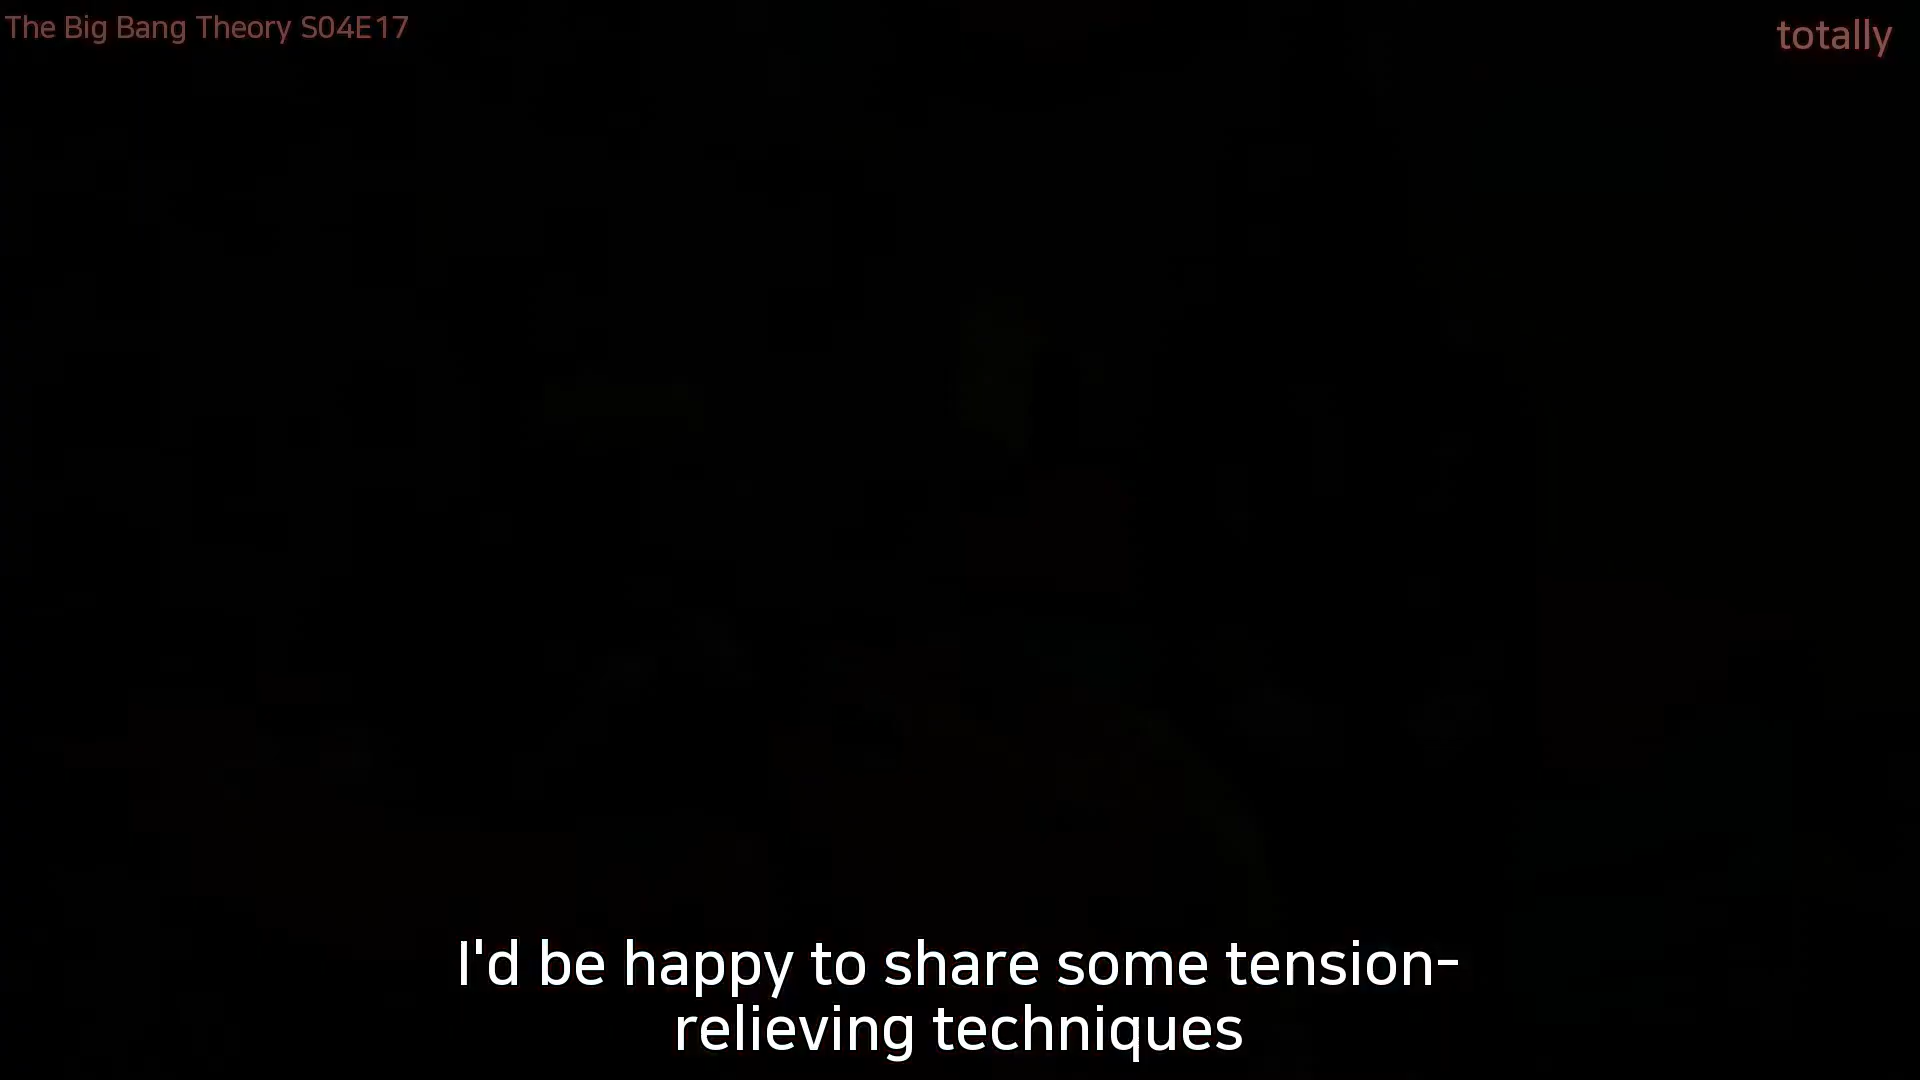 The Big Bang Theory S04E17
totally
I'd be happy to share some tension-
relieving techniques